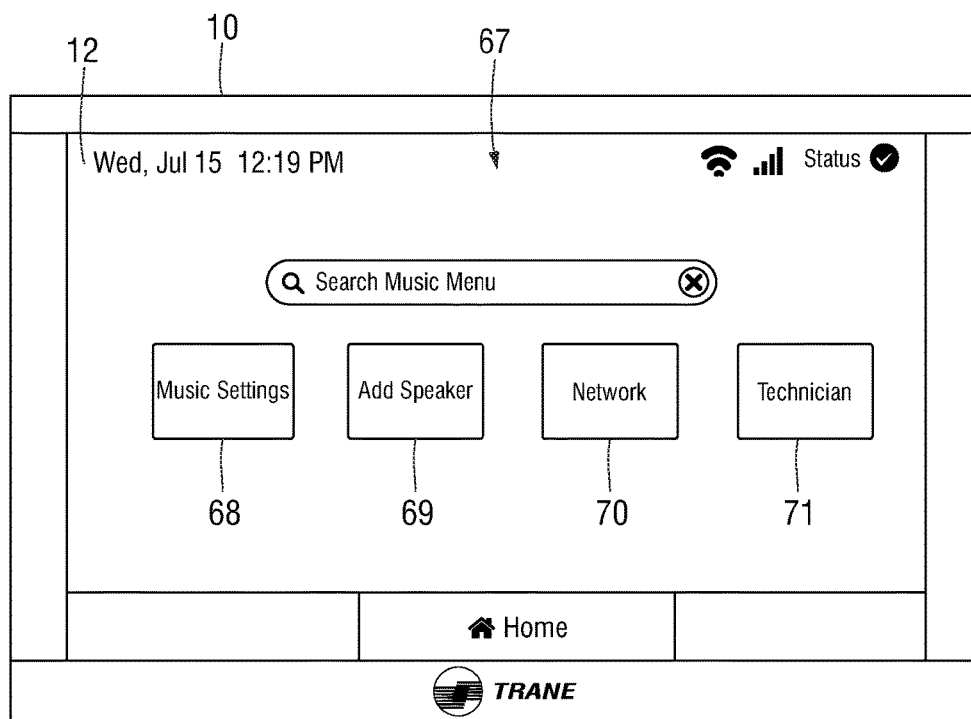 10
12
67
Wed, Jul 15 12:19 PM
Status
Search Music Menu
Music Settings
Add Speaker
Network
Technician
68
69
70
71
Home
TRANE